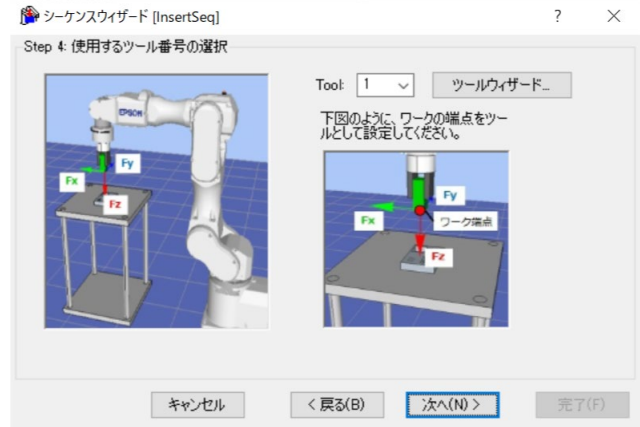 シーケンスウィザード [InsertSeq]
? ×
Step 4: 使用するツール番号の選択
Tool: 1 ツールウィザード...
下図のように、ワークの端点をツー
ルとして設定してください。
EPSON
Fy
Fx
Fz
Fy
Fx
ワーク端点
Fz
キャンセル < 戻る(B) 次へ(N) > 完了(F)